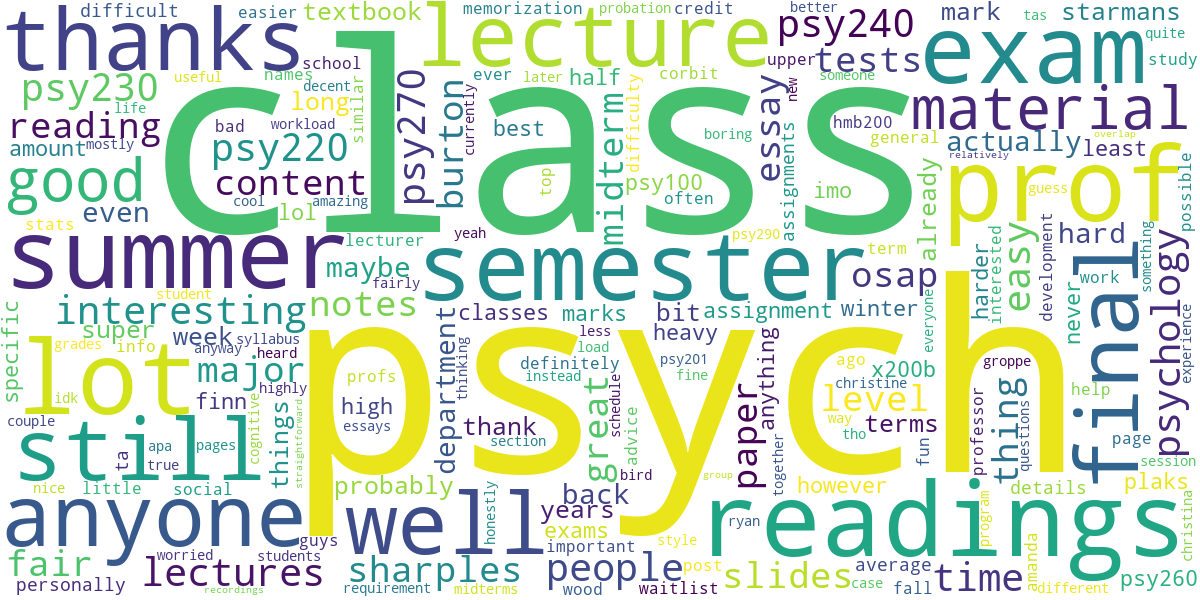 difficult
easier
textbook
memorization
probation
credit
better
mark
tas
starmans
thanks
lecture
psy240
quite
upper
tests
exam
study
school
names
useful
decent
ever
later
half
corbit
someone
psy230
life
long
similar
psy270
currently
burton
midterm
difficulty
essay
new
material
reading
bad
workload
best
boring
hmb200
general
overlap
amount
mostly
psy220
class
assignments
actually
least
relatively
good
content
cool
amazing
top
psy100
often
imo
already
prof
guess
possible
even
lol
stats
yeah
psy290
hard
something
summer
lecturer
maybe
fairly
semester
term
osap
harder
interested
easy
development
never
work
psychology
experience
specific
student
interesting
notes
department
classes
marks
bit
assignment
winter
everyone
super
week
syllabus
thinking
less
heavy
anything
final
lot
grades
info
anyway
heard
load
definitely
psy201
ago
x200b
groppe
major
highly
profs
instead
fine
christine
level
help
idk
finn
high
great
schedule
paper
way
thing
couple
still
apa
cognitive
things
straightforward
essays
thank
advice
tho
terms
professor
questions
page
ta
true
pages
section
together
fun
psych
bird
group
session
nice
little
social
probably
back
however
details
plaks
anyone
well
honestly
years
ryan
readings
program
christina
guys
exams
style
post
fair
worried
students
important
people
average
amanda
personally
lectures
sharples
slides
case
time
different
psy260
recordings
requirement
midterms
wood
waitlist
fall